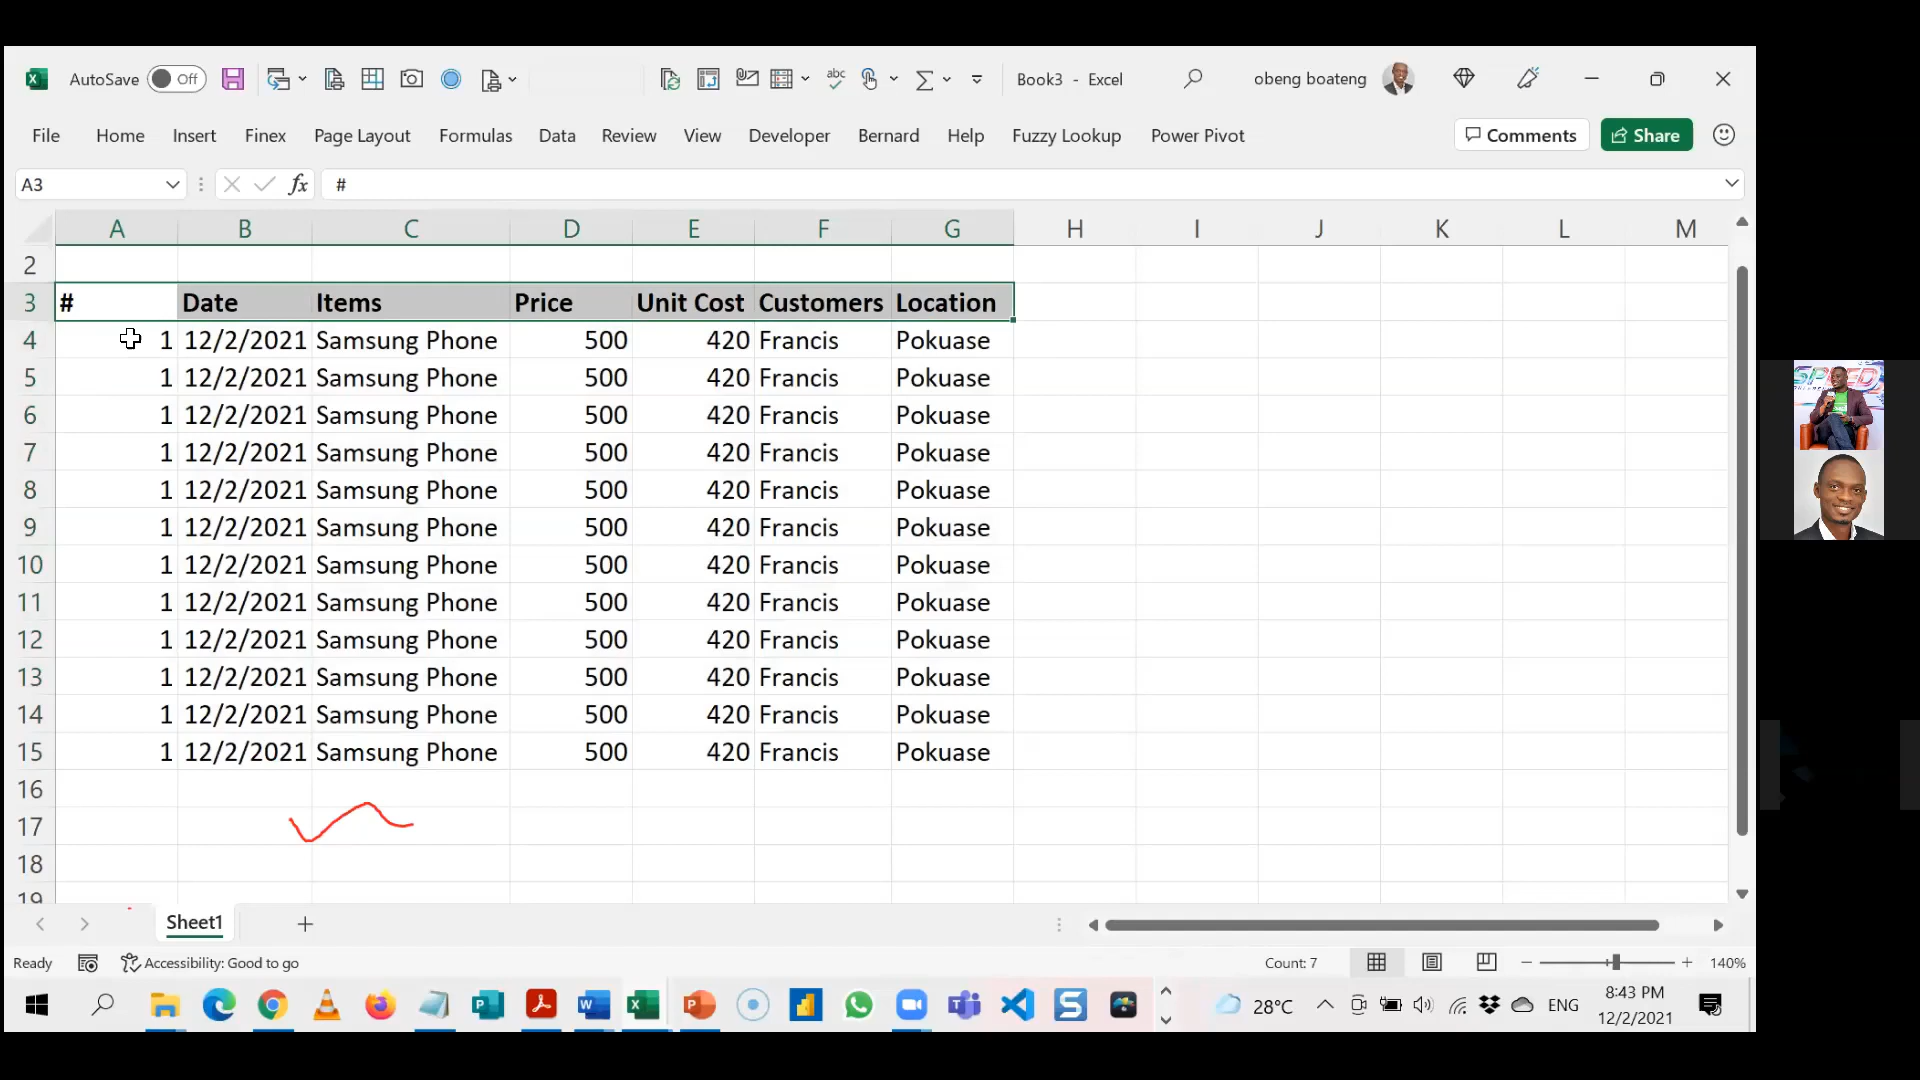 AutoSave Off abc Book3 - Excel obeng boateng
File Home Insert Finex Page Layout Formulas Data Review View Developer Bernard Help Fuzzy Lookup Power Pivot Comments Share
A3 fx #
A B C D E F G H I J K L M
2
3 # Date Items Price Unit Cost Customers Location
4 1 12/2/2021 Samsung Phone 500 420 Francis Pokuase
5 1 12/2/2021 Samsung Phone 500 420 Francis Pokuase
6 1 12/2/2021 Samsung Phone 500 420 Francis Pokuase
7 1 12/2/2021 Samsung Phone 500 420 Francis Pokuase
8 1 12/2/2021 Samsung Phone 500 420 Francis Pokuase
9 1 12/2/2021 Samsung Phone 500 420 Francis Pokuase
10 1 12/2/2021 Samsung Phone 500 420 Francis Pokuase
11 1 12/2/2021 Samsung Phone 500 420 Francis Pokuase
12 1 12/2/2021 Samsung Phone 500 420 Francis Pokuase
13 1 12/2/2021 Samsung Phone 500 420 Francis Pokuase
14 1 12/2/2021 Samsung Phone 500 420 Francis Pokuase
15 1 12/2/2021 Samsung Phone 500 420 Francis Pokuase
16
17
18
19
Sheet1
Ready Accessibility: Good to go Count: 7 140%
28°C ENG 8:43 PM
12/2/2021